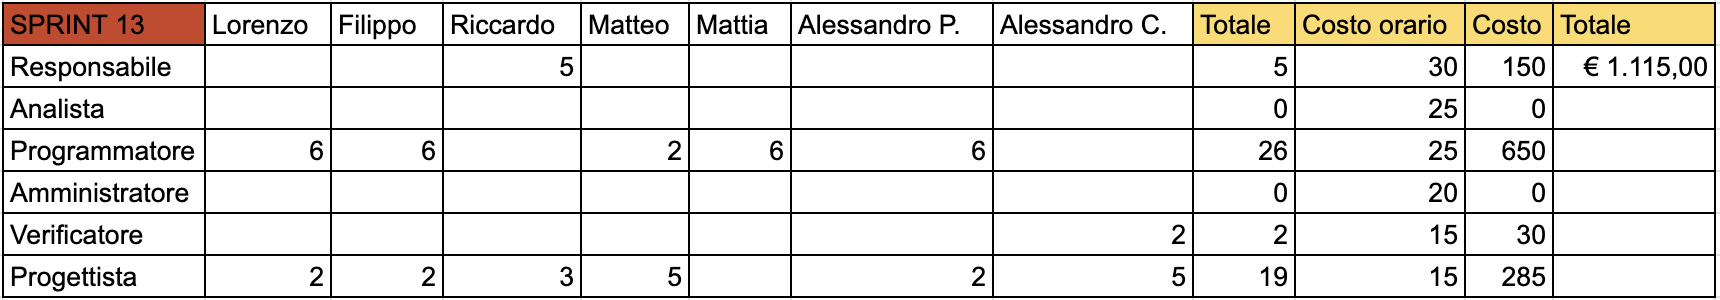 SPRINT 13 Lorenzo Filippo Riccardo Matteo Mattia Alessandro P. Alessandro C. Totale Costo orario Costo Totale
Responsabile 5 5 30 150 € 1.115,00
Analista 0 25 0
Programmatore 6 6 2 6 6 26 25 650
Amministratore 0 20 0
Verificatore 2 2 15 30
Progettista 2 2 3 5 2 5 19 15 285